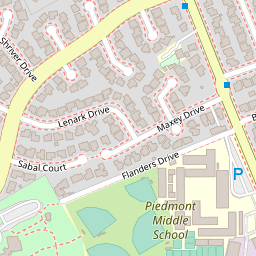 Shriver Drive
Lenark Drive
Maxey Drive
Sabal Court
Flanders Drive
Piedmont
Middle
School
P
B